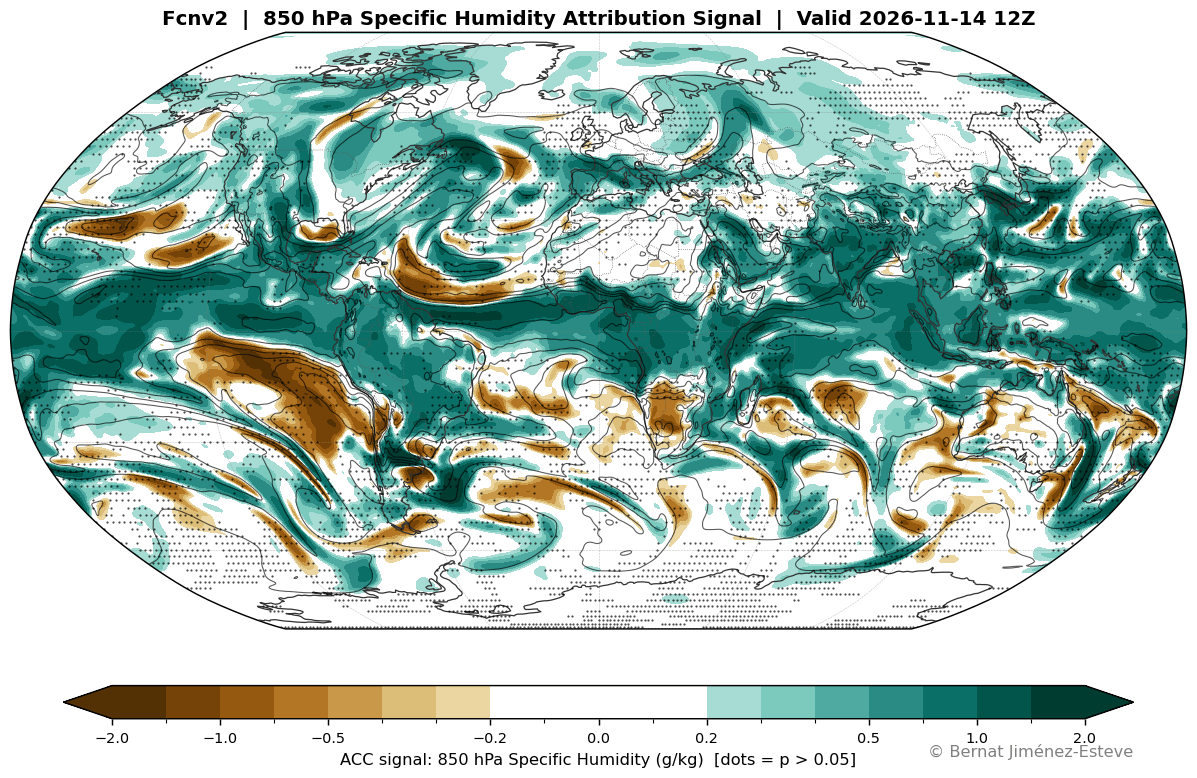 Fcnv2  |  850 hPa Specific Humidity Attribution Signal  |  Valid 2026-11-14 12Z
−2.0 −1.0 −0.5 −0.2 0.0 0.2 0.5 1.0 2.0
ACC signal: 850 hPa Specific Humidity (g/kg)  [dots = p > 0.05]
© Bernat Jiménez-Esteve